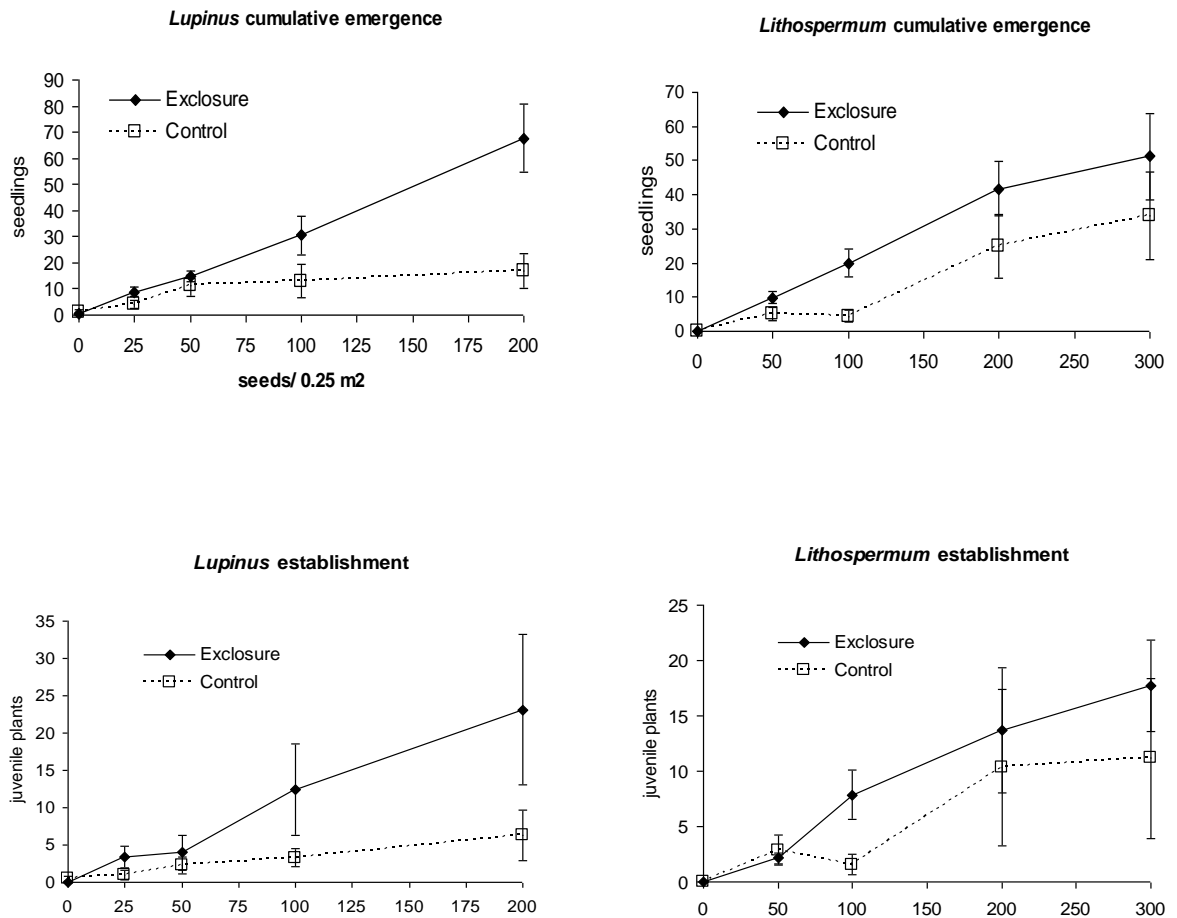 Lupinus cumulative emergence
90
80
70
60
50
40
30
20
10
0
seedlings
Exclosure
Control
0 25 50 75 100 125 150 175 200
seeds/ 0.25 m2
Lithospermum cumulative emergence
70
60
50
40
30
20
10
0
seedlings
Exclosure
Control
0 50 100 150 200 250 300
Lupinus establishment
35
30
25
20
15
10
5
0
juvenile plants
Exclosure
Control
0 25 50 75 100 125 150 175 200
Lithospermum establishment
25
20
15
10
5
0
juvenile plants
Exclosure
Control
0 50 100 150 200 250 300